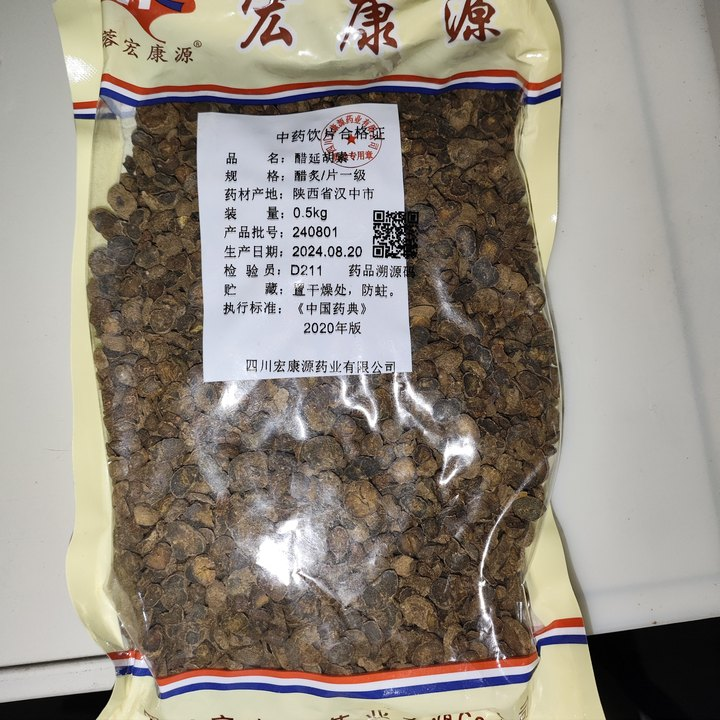 宏康源
蓉宏康源®
中药饮片合格证
品名：醋延胡索
规格：醋炙/片一级
药材产地：陕西省汉中市
装量：0.5kg
产品批号：240801
生产日期：2024.08.20
检验员：D211 药品溯源码
贮藏：置干燥处，防蛀。
执行标准：《中国药典》
2020年版
四川宏康源药业有限公司